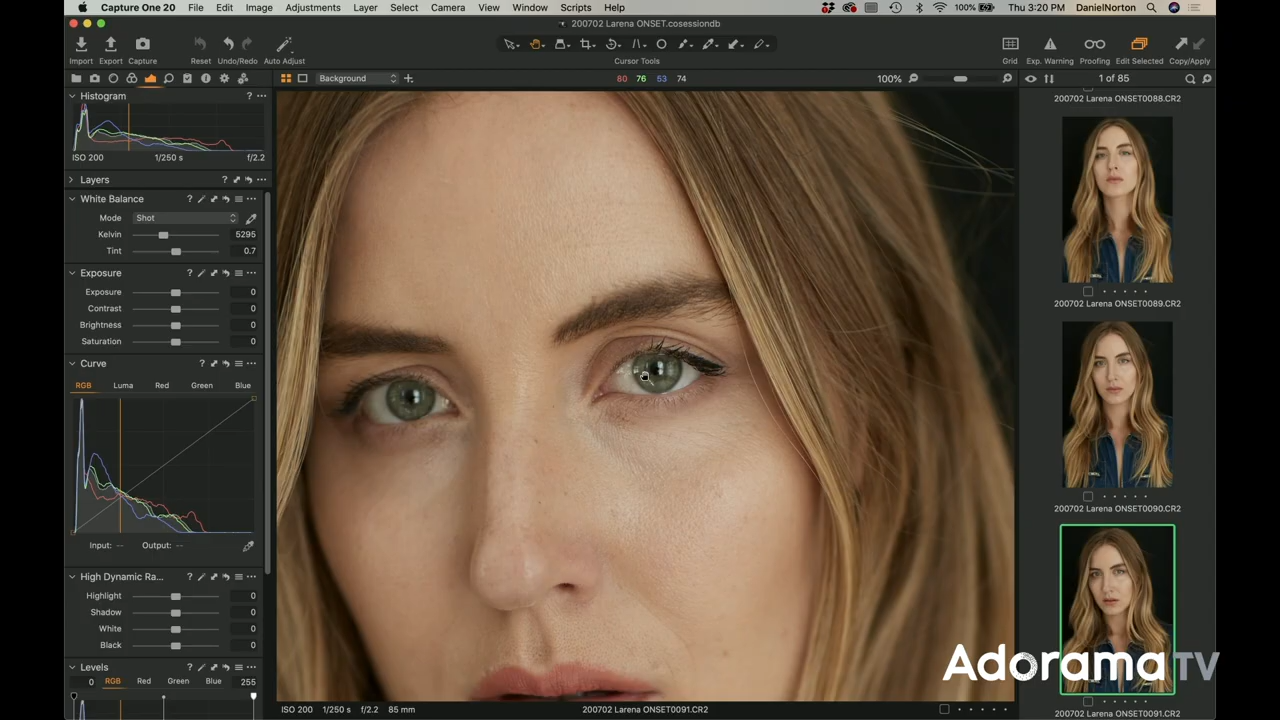 Capture One 20 File Edit Image Adjustments Layer Select Camera View Window Scripts Help 100% Thu 3:20 PM DanielNorton
200702 Larena ONSET.cosessiondb
Import Export Capture Reset Undo/Redo Auto Adjust Cursor Tools Grid Exp. Warning Proofing Edit Selected Copy/Apply
Background 80 76 53 74 100% 1 of 85
Histogram ?
ISO 200 1/250 s f/2.2
Layers ?
White Balance ?
Mode Shot
Kelvin 5295
Tint 0.7
Exposure ?
Exposure 0
Contrast 0
Brightness 0
Saturation 0
Curve ?
RGB Luma Red Green Blue
Input: -- Output: --
High Dynamic Ra... ?
Highlight 0
Shadow 0
White 0
Black 0
Levels ?
0 RGB Red Green Blue 255
ISO 200 1/250 s f/2.2 85 mm 200702 Larena ONSET0091.CR2
200702 Larena ONSET0088.CR2
200702 Larena ONSET0089.CR2
200702 Larena ONSET0090.CR2
200702 Larena ONSET0091.CR2
Adorama TV